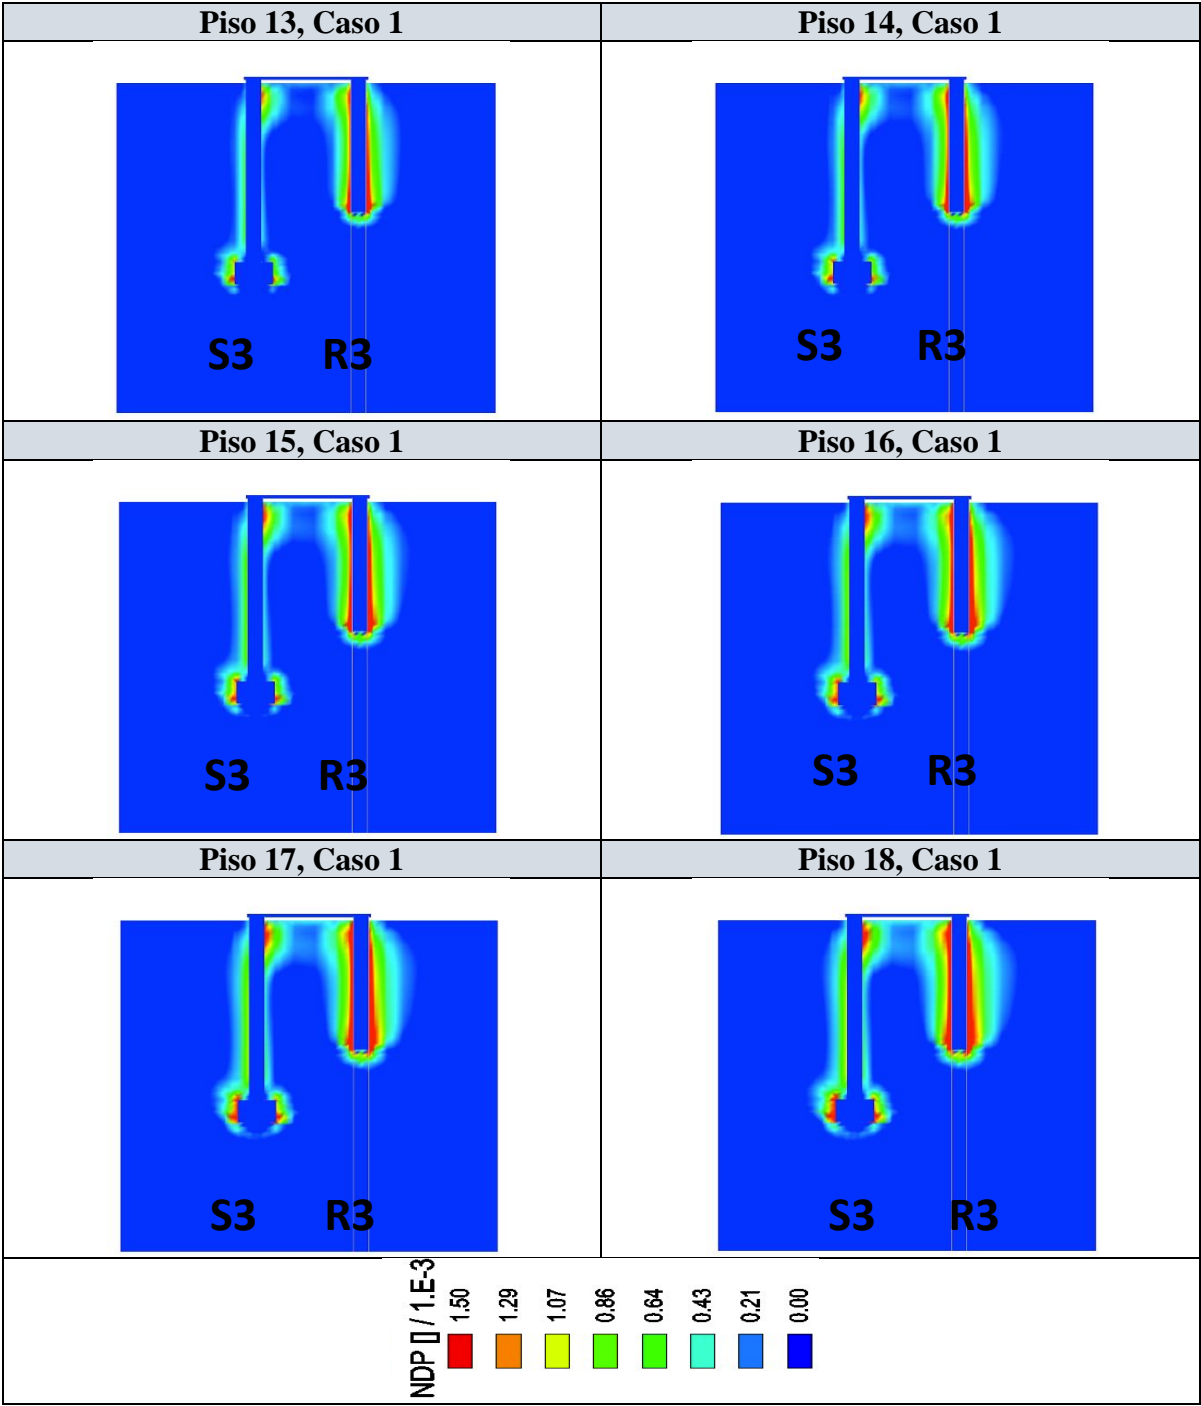 Piso 13, Caso 1
Piso 14, Caso 1
S3 R3
S3 R3
Piso 15, Caso 1
Piso 16, Caso 1
S3 R3
S3 R3
Piso 17, Caso 1
Piso 18, Caso 1
S3 R3
S3 R3
NDP [] / 1.E-3
1.50
1.29
1.07
0.86
0.64
0.43
0.21
0.00